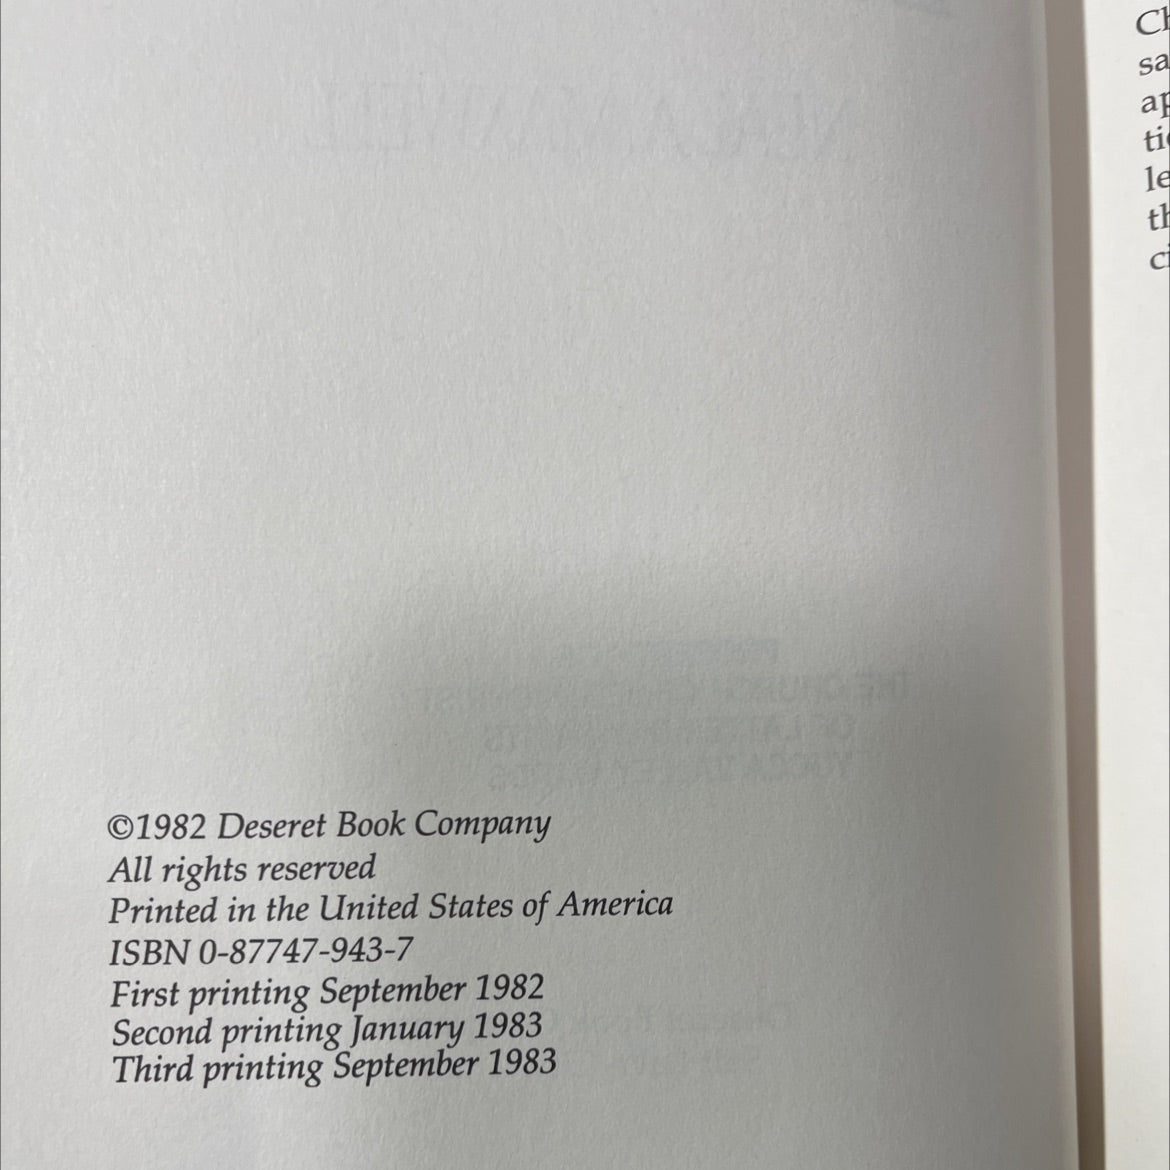 ©1982 Deseret Book Company
All rights reserved
Printed in the United States of America
ISBN 0-87747-943-7
First printing September 1982
Second printing January 1983
Third printing September 1983